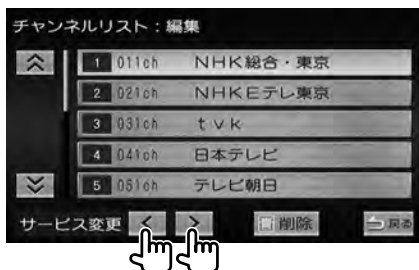 チャンネルリスト：編集
1 011ch NHK総合・東京
2 021ch NHKEテレ東京
3 031ch tvk
4 041ch 日本テレビ
5 051ch テレビ朝日
サービス変更 < > 削除 戻る